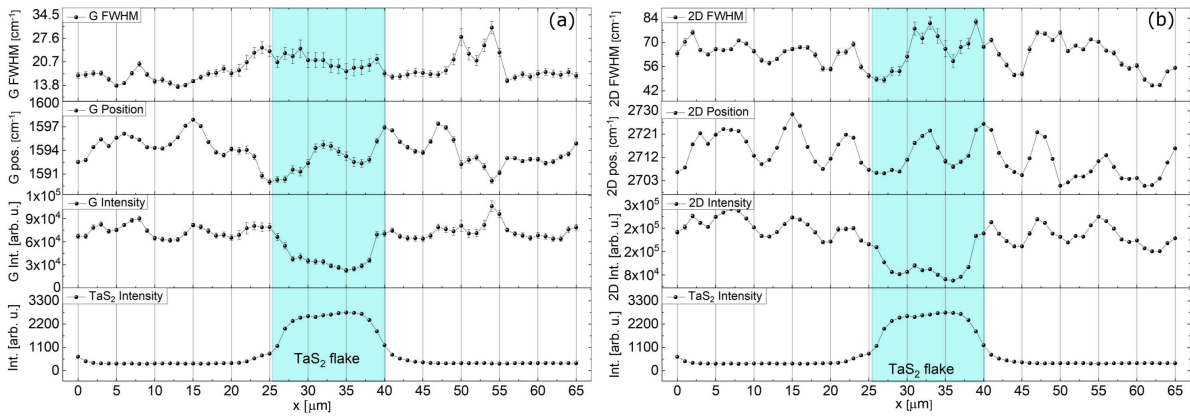 (a)
G FWHM
G FWHM [cm⁻¹]
34.5
27.6
20.7
13.8
G Position
G pos. [cm⁻¹]
1600
1597
1594
1591
G Intensity
G Int. [arb. u.]
1x10⁵
9x10⁴
6x10⁴
3x10⁴
0
TaS₂ Intensity
Int. [arb. u.]
3300
2200
1100
0
TaS₂ flake
0 5 10 15 20 25 30 35 40 45 50 55 60 65
x [μm]
(b)
2D FWHM
2D FWHM [cm⁻¹]
84
70
56
42
2D Position
2D pos. [cm⁻¹]
2730
2721
2712
2703
2D Intensity
2D Int. [arb. u.]
3x10⁵
2x10⁵
2x10⁵
8x10⁴
TaS₂ Intensity
Int. [arb. u.]
3300
2200
1100
0
TaS₂ flake
0 5 10 15 20 25 30 35 40 45 50 55 60 65
x [μm]